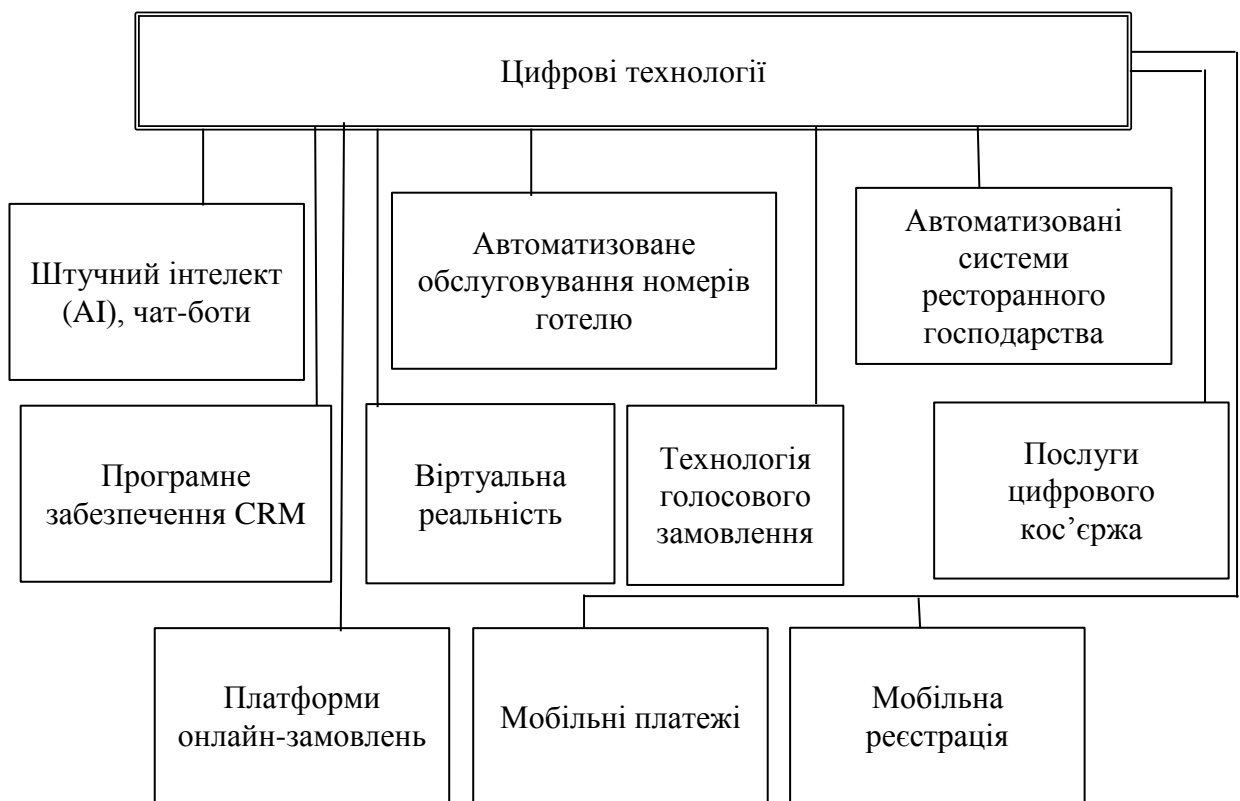 Цифрові технології
Штучний інтелект
(AI), чат-боти
Автоматизоване
обслуговування номерів
готелю
Автоматизовані
системи
ресторанного
господарства
Програмне
забезпечення CRM
Віртуальна
реальність
Технологія
голосового
замовлення
Послуги
цифрового
кос’єржа
Платформи
онлайн-замовлень
Мобільні платежі
Мобільна
реєстрація